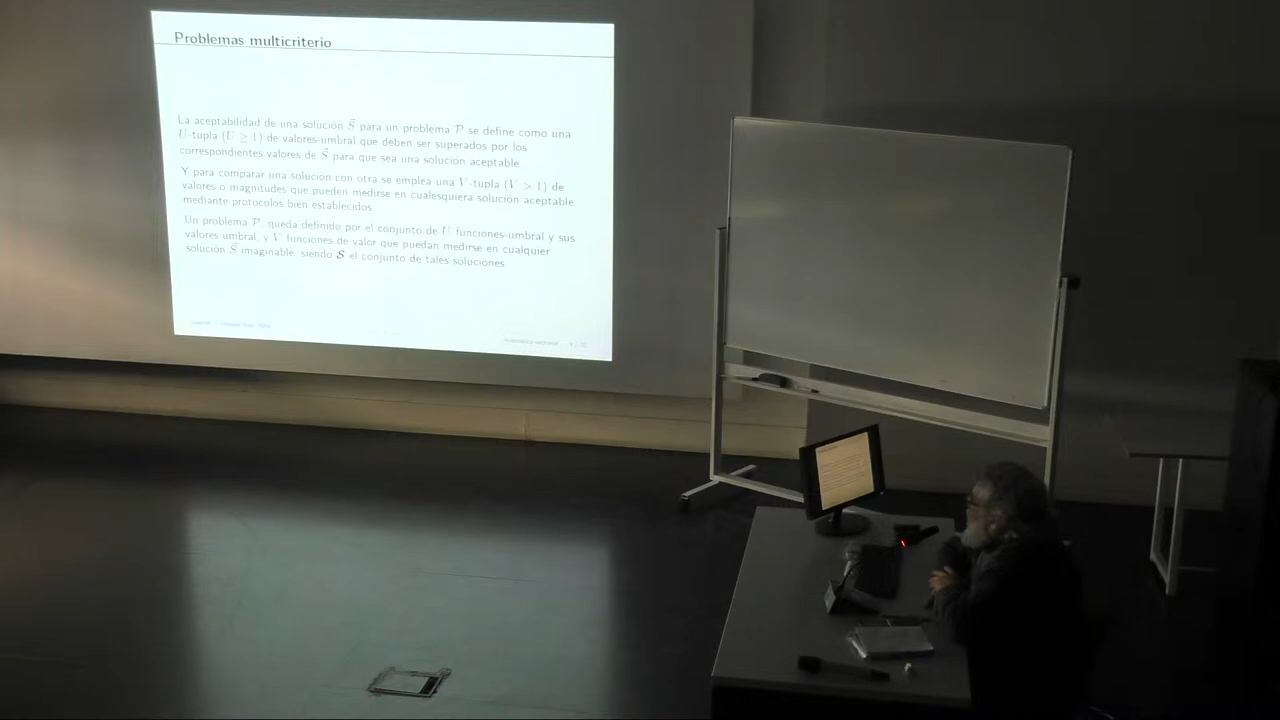 Problemas multicriterio
La aceptabilidad de una solución S⃗ para un problema 𝒫 se define como una
U-tupla (U ≥ 1) de valores-umbral que deben ser superados por los
correspondientes valores de S⃗ para que sea una solución aceptable
Y para comparar una solución con otra se emplea una V-tupla (V > 1) de
valores o magnitudes que pueden medirse en cualesquiera solución aceptable
mediante protocolos bien establecidos
Un problema 𝒫, queda definido por el conjunto de U funciones-umbral y sus
valores umbral, y V funciones de valor que puedan medirse en cualquier
solución S⃗ imaginable, siendo 𝓢 el conjunto de tales soluciones